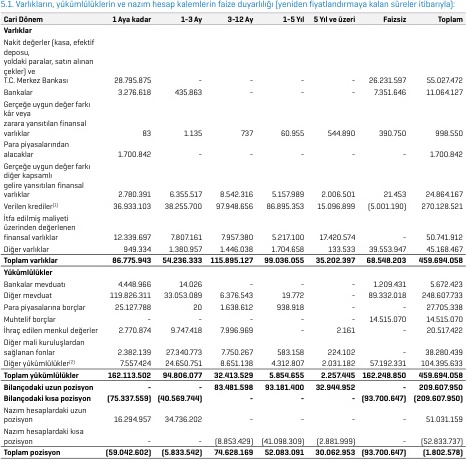 5.1. Varlıkların, yükümlülüklerin ve nazım hesap kalemlerin faize duyarlılığı (yeniden fiyatlandırmaya kalan süreler itibarıyla):
Cari Dönem 1 Aya kadar 1-3 Ay 3-12 Ay 1-5 Yıl 5 Yıl ve üzeri Faizsiz Toplam
Varlıklar
Nakit değerler (kasa, efektif
deposu,
yoldaki paralar, satın alınan
çekler) ve
T.C. Merkez Bankası 28.795.875 - - - - 26.231.597 55.027.472
Bankalar 3.276.618 435.863 - - - 7.351.646 11.064.127
Gerçeğe uygun değer farkı
kâr veya
zarara yansıtılan finansal
varlıklar 83 1.135 737 60.955 544.890 390.750 998.550
Para piyasalarından
alacaklar 1.700.842 - - - - - 1.700.842
Gerçeğe uygun değer farkı
diğer kapsamlı
gelire yansıtılan finansal
varlıklar 2.780.391 6.355.517 8.542.316 5.157.989 2.006.501 21.453 24.864.167
Verilen krediler(1) 36.933.103 38.255.700 97.948.656 86.895.353 15.096.899 (5.001.190) 270.128.521
İtfa edilmiş maliyeti
üzerinden değerlenen
finansal varlıklar 12.339.697 7.807.161 7.957.380 5.217.100 17.420.574 - 50.741.912
Diğer varlıklar 949.334 1.380.957 1.446.038 1.704.658 133.533 39.553.947 45.168.467
Toplam varlıklar 86.775.943 54.236.333 115.895.127 99.036.055 35.202.397 68.548.203 459.694.058
Yükümlülükler
Bankalar mevduatı 4.448.966 14.026 - - - 1.209.431 5.672.423
Diğer mevduat 119.826.311 33.053.089 6.376.543 19.772 - 89.332.018 248.607.733
Para piyasalarına borçlar 25.127.788 20 1.638.612 938.918 - - 27.705.338
Muhtelif borçlar - - - - - 14.515.070 14.515.070
İhraç edilen menkul değerler 2.770.874 9.747.418 7.996.969 - 2.161 - 20.517.422
Diğer mali kuruluşlardan
sağlanan fonlar 2.382.139 27.340.773 7.750.267 583.158 224.102 - 38.280.439
Diğer yükümlülükler(2) 7.557.424 24.650.751 8.651.138 4.312.807 2.031.182 57.192.331 104.395.633
Toplam yükümlülükler 162.113.502 94.806.077 32.413.529 5.854.655 2.257.445 162.248.850 459.694.058
Bilançodaki uzun pozisyon - - 83.481.598 93.181.400 32.944.952 - 209.607.950
Bilançodaki kısa pozisyon (75.337.559) (40.569.744) - - - (93.700.647) (209.607.950)
Nazım hesaplardaki uzun
pozisyon 16.294.957 34.736.202 - - - - 51.031.159
Nazım hesaplardaki kısa
pozisyon - - (8.853.429) (41.098.309) (2.881.999) - (52.833.737)
Toplam pozisyon (59.042.602) (5.833.542) 74.628.169 52.083.091 30.062.953 (93.700.647) (1.802.578)